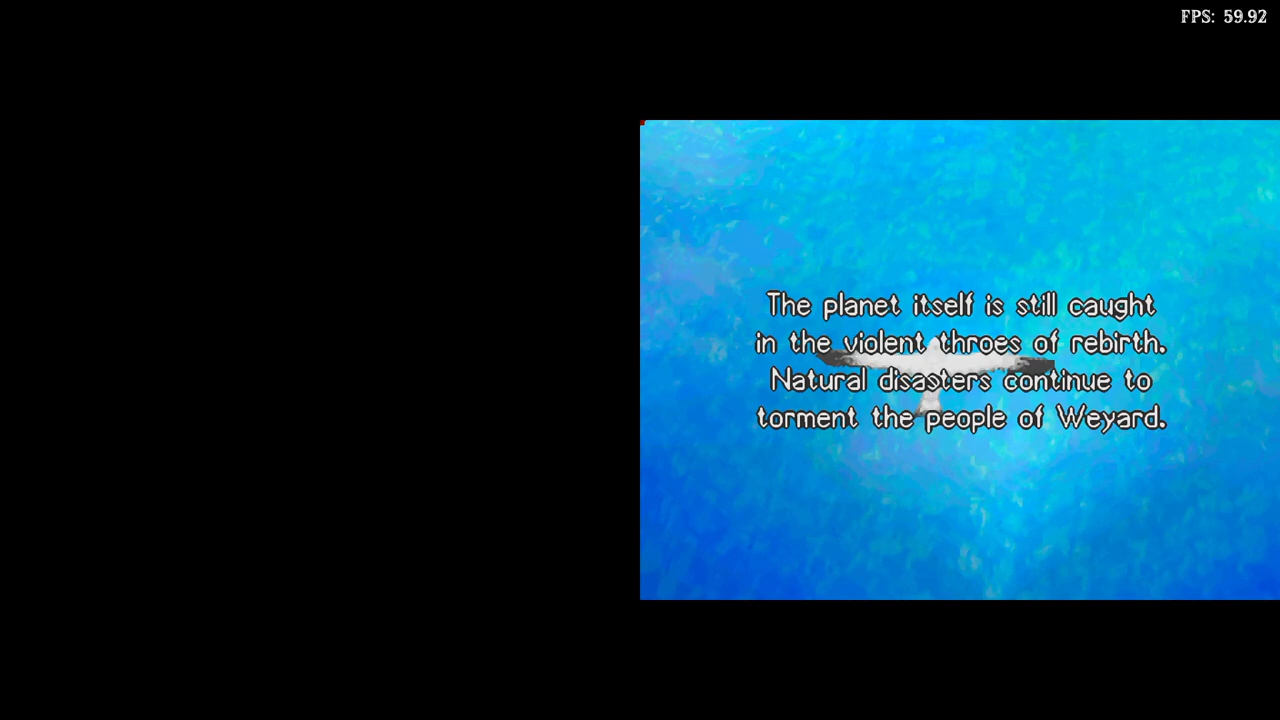 FPS: 59.92
The planet itself is still caught
in the violent throes of rebirth.
Natural disasters continue to
torment the people of Weyard.